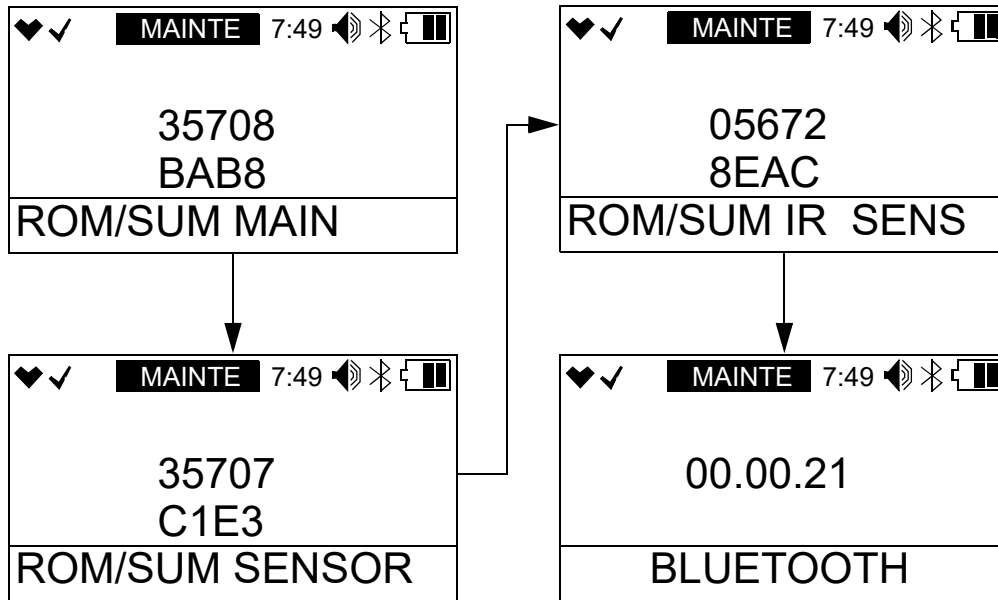 MAINTE 7:49
35708
BAB8
ROM/SUM MAIN
MAINTE 7:49
35707
C1E3
ROM/SUM SENSOR
MAINTE 7:49
05672
8EAC
ROM/SUM IR SENS
MAINTE 7:49
00.00.21
BLUETOOTH